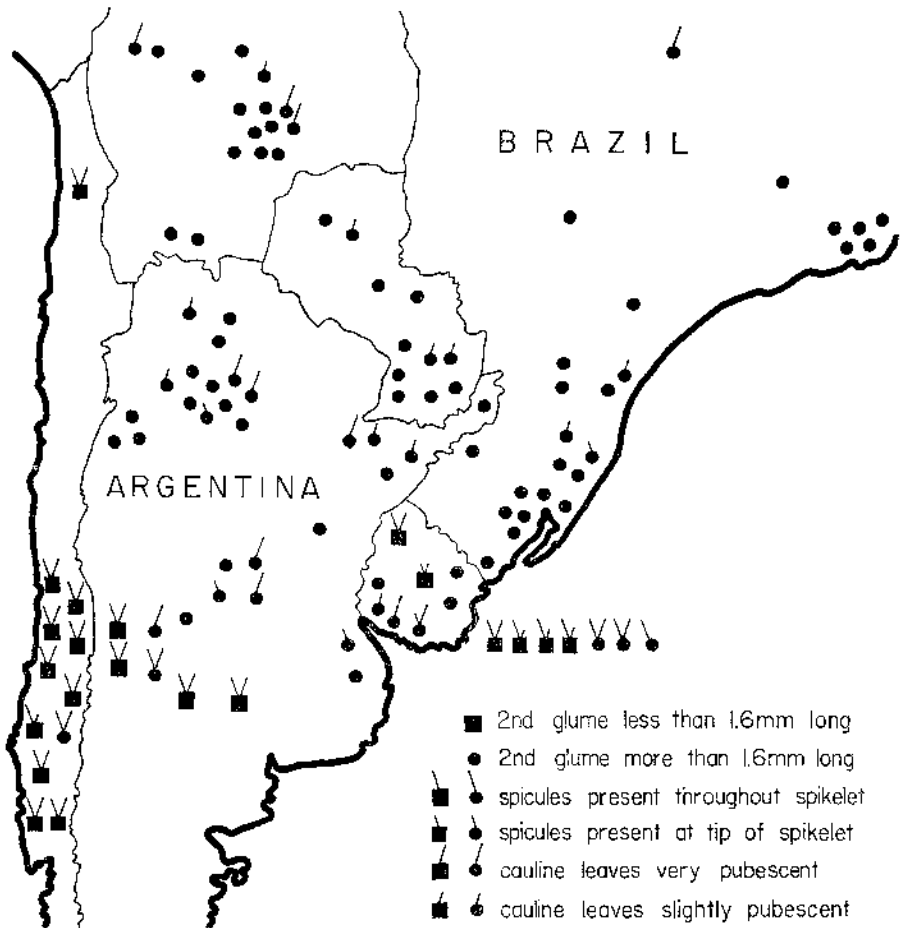 BRAZIL
ARGENTINA
2nd glume less than 1.6mm long
2nd glume more than 1.6mm long
spicules present throughout spikelet
spicules present at tip of spikelet
cauline leaves very pubescent
cauline leaves slightly pubescent